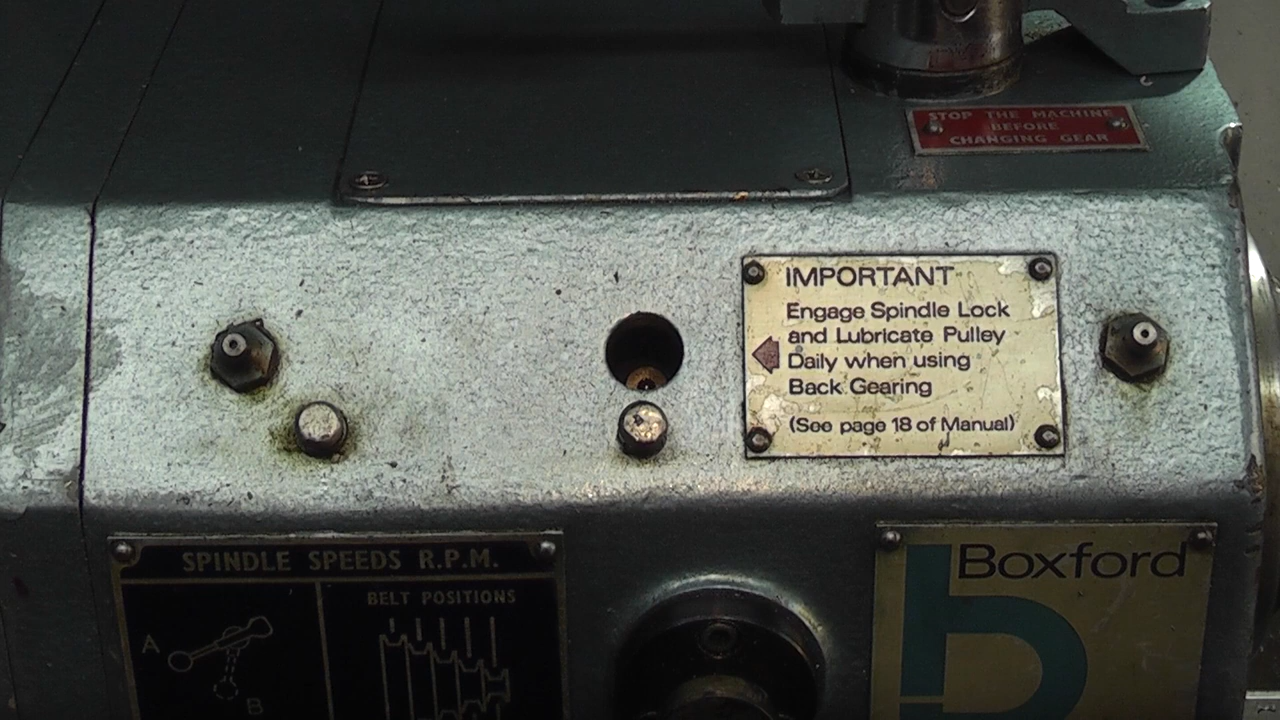 STOP THE MACHINE
BEFORE
CHANGING GEAR
IMPORTANT
Engage Spindle Lock
and Lubricate Pulley
Daily when using
Back Gearing
(See page 18 of Manual)
SPINDLE SPEEDS R.P.M.
BELT POSITIONS
A
B
Boxford
b